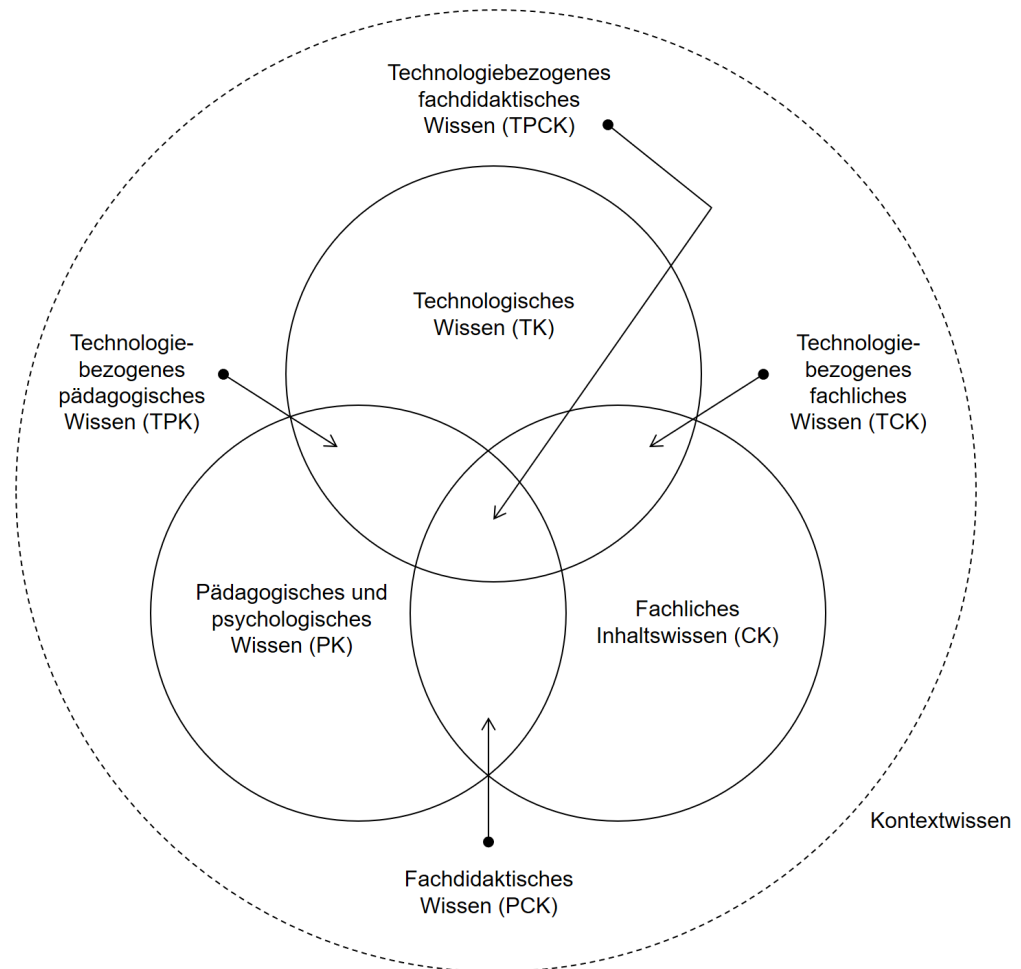 Technologiebezogenes
fachdidaktisches
Wissen (TPCK)
Technologisches
Wissen (TK)
Technologie-
bezogenes
pädagogisches
Wissen (TPK)
Technologie-
bezogenes
fachliches
Wissen (TCK)
Pädagogisches und
psychologisches
Wissen (PK)
Fachliches
Inhaltswissen (CK)
Kontextwissen
Fachdidaktisches
Wissen (PCK)